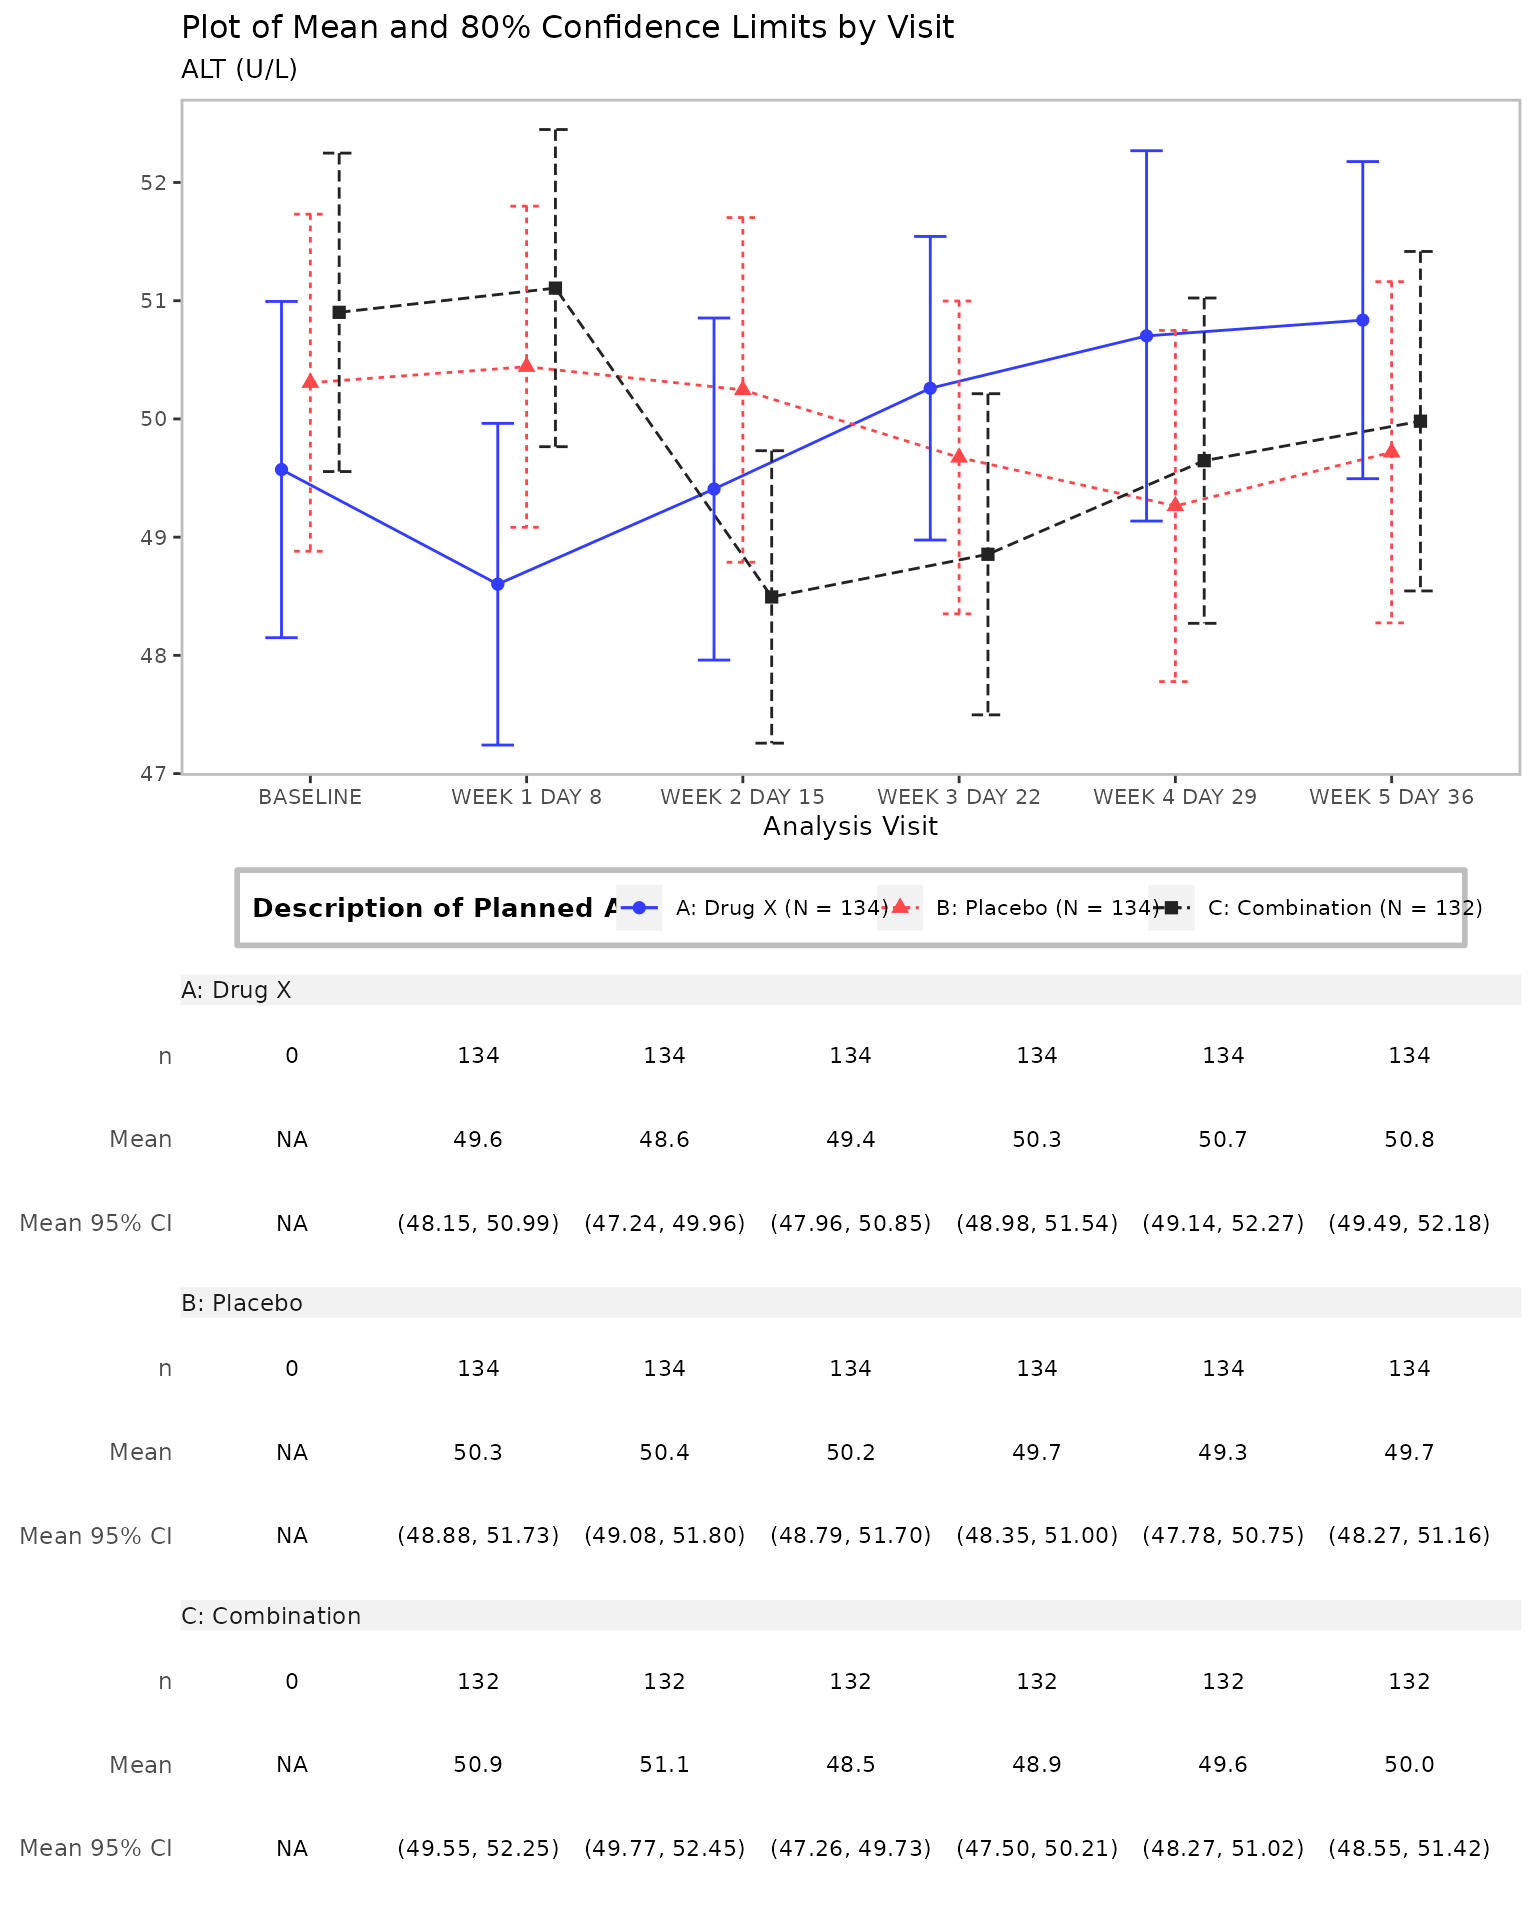 Plot of Mean and 80% Confidence Limits by Visit
ALT (U/L)
52
51
50
49
48
47
BASELINE WEEK 1 DAY 8 WEEK 2 DAY 15 WEEK 3 DAY 22 WEEK 4 DAY 29 WEEK 5 DAY 36
Analysis Visit
Description of Planned A A: Drug X (N = 134) B: Placebo (N = 134) C: Combination (N = 132)
A: Drug X
n 0 134 134 134 134 134 134
Mean NA 49.6 48.6 49.4 50.3 50.7 50.8
Mean 95% CI NA (48.15, 50.99) (47.24, 49.96) (47.96, 50.85) (48.98, 51.54) (49.14, 52.27) (49.49, 52.18)
B: Placebo
n 0 134 134 134 134 134 134
Mean NA 50.3 50.4 50.2 49.7 49.3 49.7
Mean 95% CI NA (48.88, 51.73) (49.08, 51.80) (48.79, 51.70) (48.35, 51.00) (47.78, 50.75) (48.27, 51.16)
C: Combination
n 0 132 132 132 132 132 132
Mean NA 50.9 51.1 48.5 48.9 49.6 50.0
Mean 95% CI NA (49.55, 52.25) (49.77, 52.45) (47.26, 49.73) (47.50, 50.21) (48.27, 51.02) (48.55, 51.42)